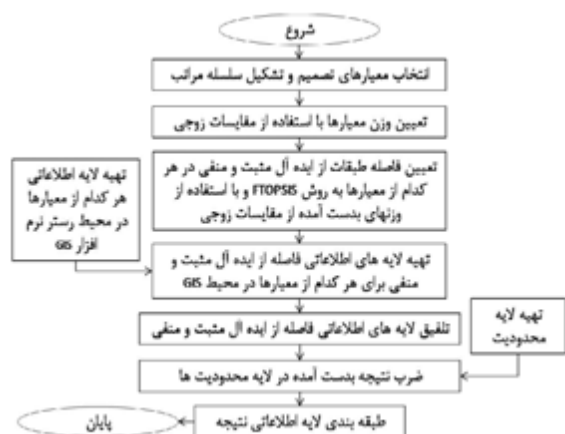 شروع
انتخاب معیارهای تصمیم و تشکیل سلسله مراتب
تعیین وزن معیارها با استفاده از مقایسات زوجی
تعیین فاصله طبقات از ایده آل مثبت و منفی در هر
کدام از معیارها به روش FTOPSIS و با استفاده از
وزنهای بدست آمده از مقایسات زوجی
تهیه لایه اطلاعاتی
هر کدام از معیارها
در محیط رستر نرم
افزار GIS
تهیه لایه های اطلاعاتی فاصله از ایده آل مثبت و
منفی برای هر کدام از معیارها در محیط GIS
تلفیق لایه های اطلاعاتی فاصله از ایده آل مثبت و منفی
تهیه لایه
محدودیت
ضرب نتیجه بدست آمده در لایه محدودیت ها
طبقه بندی لایه اطلاعاتی نتیجه
پایان